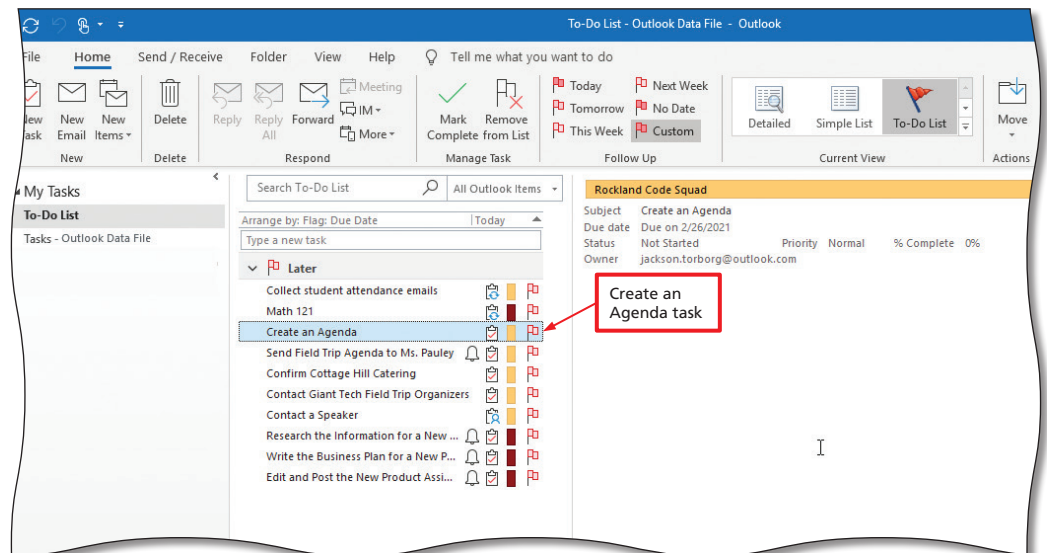 To-Do List - Outlook Data File - Outlook
File Home Send / Receive Folder View Help Tell me what you want to do
New Task
New Email
New Items
New
Delete
Delete
Reply
Reply All
Forward
Meeting
IM
More
Respond
Mark Complete
Remove from List
Manage Task
Today
Tomorrow
This Week
Next Week
No Date
Custom
Follow Up
Detailed
Simple List
To-Do List
Current View
Move
Actions
My Tasks
To-Do List
Tasks - Outlook Data File
Search To-Do List
All Outlook Items
Arrange by: Flag: Due Date Today
Type a new task
Later
Collect student attendance emails
Math 121
Create an Agenda
Send Field Trip Agenda to Ms. Pauley
Confirm Cottage Hill Catering
Contact Giant Tech Field Trip Organizers
Contact a Speaker
Research the Information for a New ...
Write the Business Plan for a New P...
Edit and Post the New Product Assi...
Rockland Code Squad
Subject Create an Agenda
Due date Due on 2/26/2021
Status Not Started Priority Normal % Complete 0%
Owner jackson.torborg@outlook.com
Create an
Agenda task